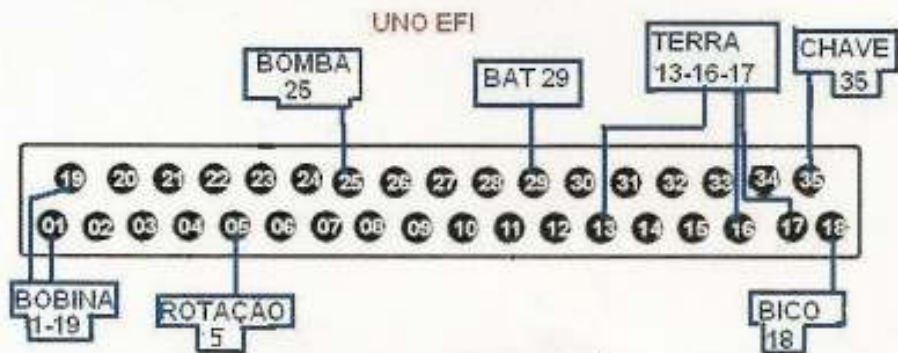 UNO EFI
BOMBA
25
BAT 29
TERRA
13-16-17
CHAVE
35
19 20 21 22 23 24 25 26 27 28 29 30 31 32 33 34 35
01 02 03 04 05 06 07 08 09 10 11 12 13 14 15 16 17 18
BOBINA
1-19
ROTAÇÃO
5
BICO
18